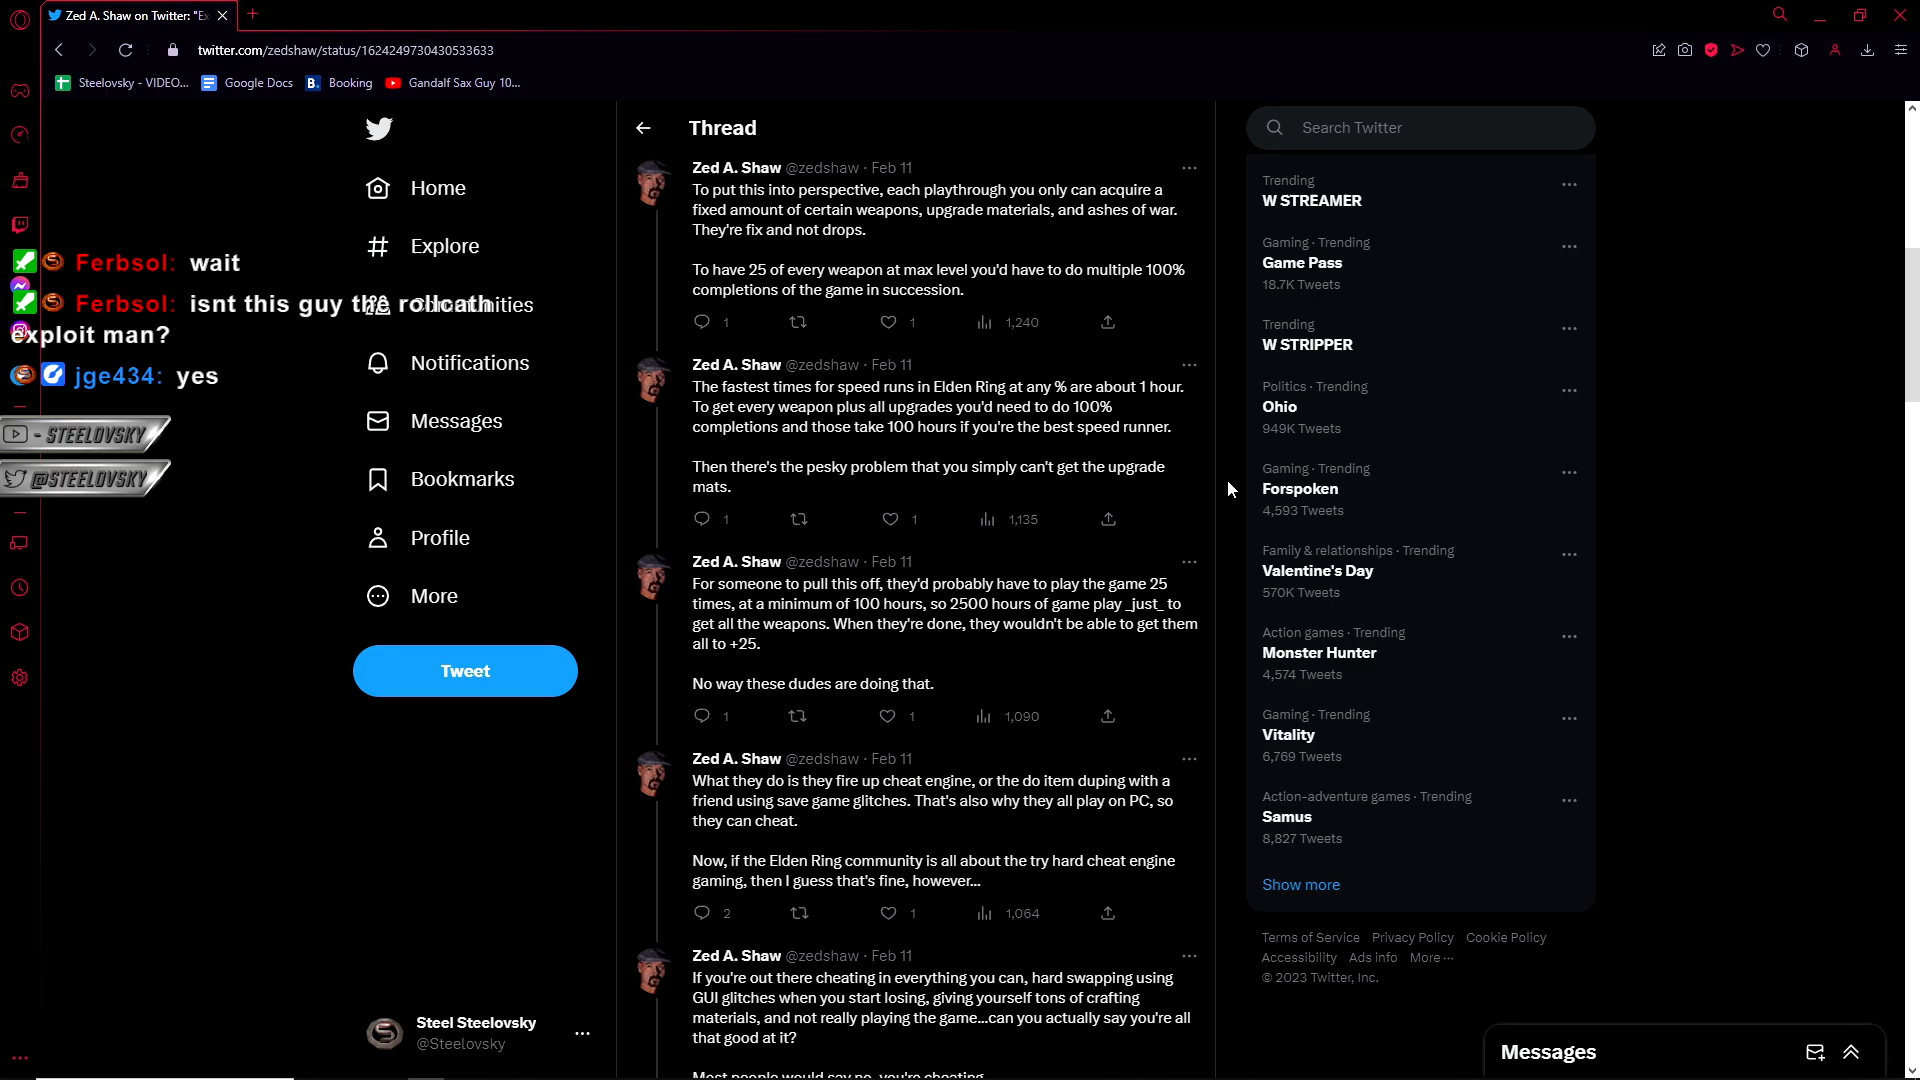 Zed A. Shaw on Twitter: "Ex
twitter.com/zedshaw/status/1624249730430533633
Steelovsky - VIDEO...
Google Docs
Booking
Gandalf Sax Guy 10...
Home
Explore
Communities
Notifications
Messages
Bookmarks
Profile
More
Tweet
Steel Steelovsky
@Steelovsky
Ferbsol: wait
Ferbsol: isnt this guy the rollcath
exploit man?
jge434: yes
- STEELOVSKY
@STEELOVSKY
Thread
Zed A. Shaw @zedshaw · Feb 11
To put this into perspective, each playthrough you only can acquire a
fixed amount of certain weapons, upgrade materials, and ashes of war.
They're fix and not drops.
To have 25 of every weapon at max level you'd have to do multiple 100%
completions of the game in succession.
1 1 1,240
Zed A. Shaw @zedshaw · Feb 11
The fastest times for speed runs in Elden Ring at any % are about 1 hour.
To get every weapon plus all upgrades you'd need to do 100%
completions and those take 100 hours if you're the best speed runner.
Then there's the pesky problem that you simply can't get the upgrade
mats.
1 1 1,135
Zed A. Shaw @zedshaw · Feb 11
For someone to pull this off, they'd probably have to play the game 25
times, at a minimum of 100 hours, so 2500 hours of game play _just_ to
get all the weapons. When they're done, they wouldn't be able to get them
all to +25.
No way these dudes are doing that.
1 1 1,090
Zed A. Shaw @zedshaw · Feb 11
What they do is they fire up cheat engine, or the do item duping with a
friend using save game glitches. That's also why they all play on PC, so
they can cheat.
Now, if the Elden Ring community is all about the try hard cheat engine
gaming, then I guess that's fine, however...
2 1 1,064
Zed A. Shaw @zedshaw · Feb 11
If you're out there cheating in everything you can, hard swapping using
GUI glitches when you start losing, giving yourself tons of crafting
materials, and not really playing the game...can you actually say you're all
that good at it?
Most people would say no, you're cheating
Search Twitter
Trending
W STREAMER
Gaming · Trending
Game Pass
18.7K Tweets
Trending
W STRIPPER
Politics · Trending
Ohio
949K Tweets
Gaming · Trending
Forspoken
4,593 Tweets
Family & relationships · Trending
Valentine's Day
570K Tweets
Action games · Trending
Monster Hunter
4,574 Tweets
Gaming · Trending
Vitality
6,769 Tweets
Action-adventure games · Trending
Samus
8,827 Tweets
Show more
Terms of Service Privacy Policy Cookie Policy
Accessibility Ads info More ···
© 2023 Twitter, Inc.
Messages